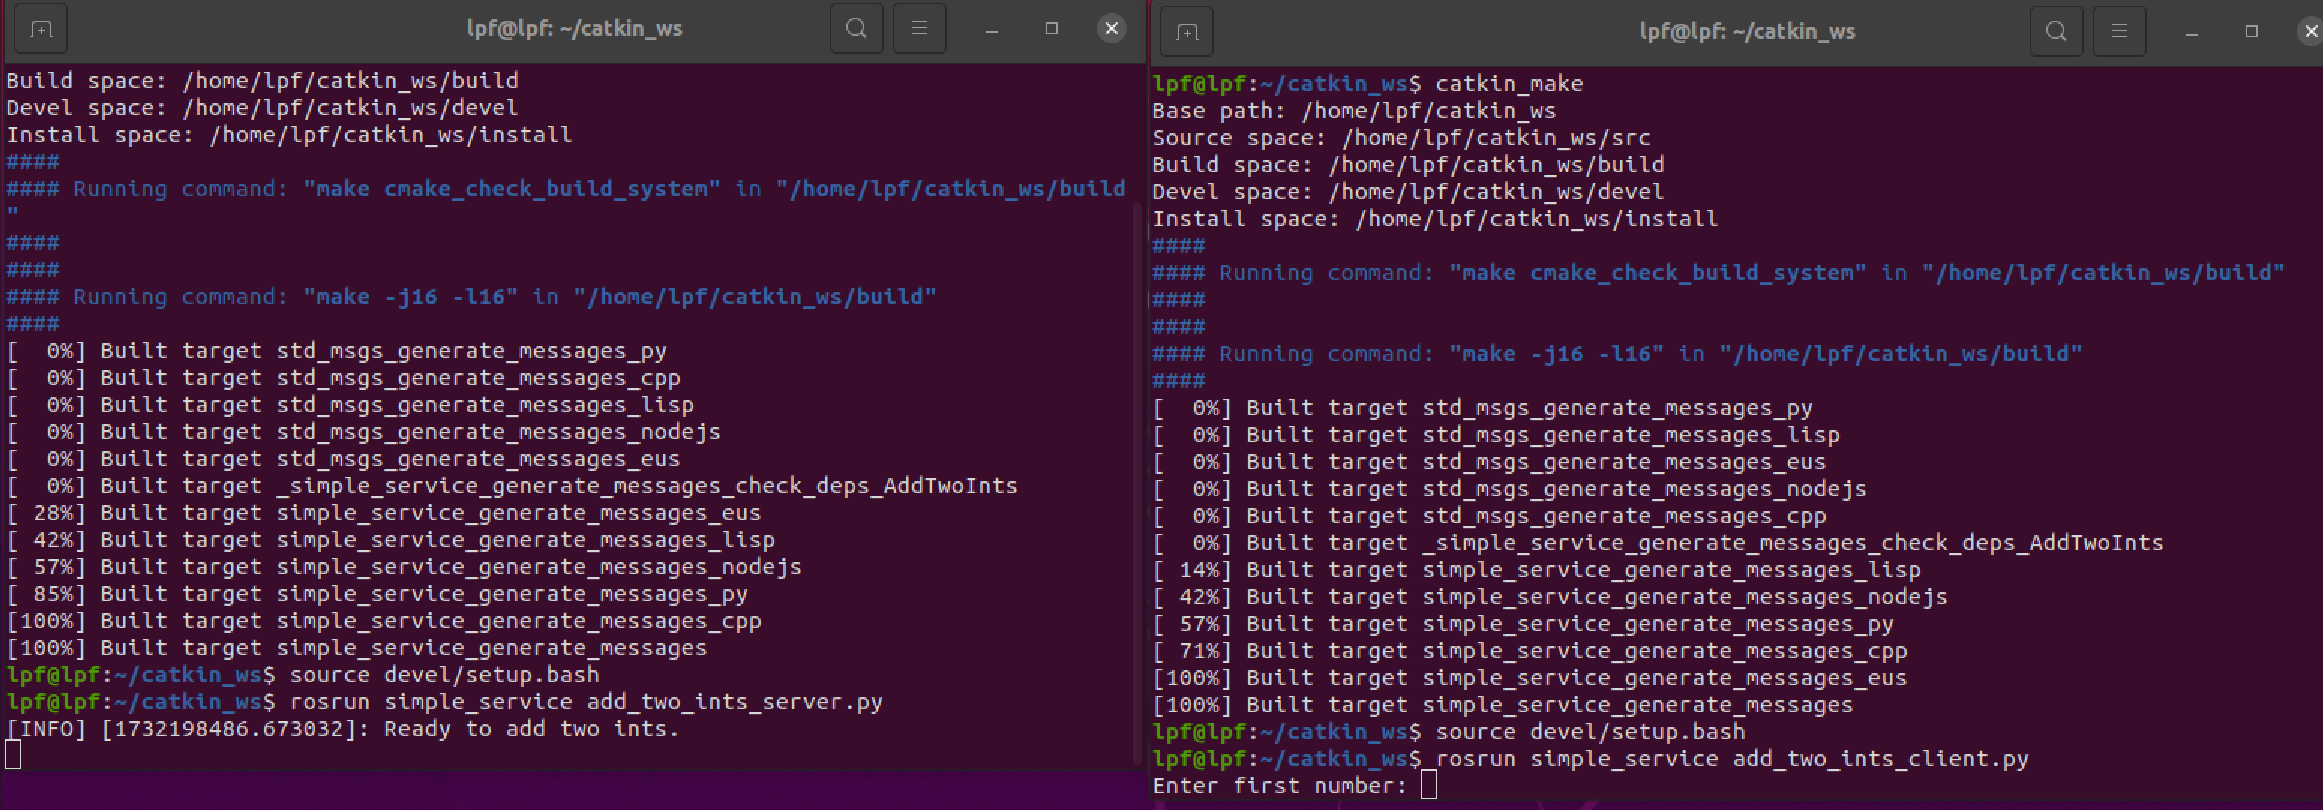 lpf@lpf: ~/catkin_ws
Build space: /home/lpf/catkin_ws/build
Devel space: /home/lpf/catkin_ws/devel
Install space: /home/lpf/catkin_ws/install
####
#### Running command: "make cmake_check_build_system" in "/home/lpf/catkin_ws/build
"
####
####
#### Running command: "make -j16 -l16" in "/home/lpf/catkin_ws/build"
####
[  0%] Built target std_msgs_generate_messages_py
[  0%] Built target std_msgs_generate_messages_cpp
[  0%] Built target std_msgs_generate_messages_lisp
[  0%] Built target std_msgs_generate_messages_nodejs
[  0%] Built target std_msgs_generate_messages_eus
[  0%] Built target _simple_service_generate_messages_check_deps_AddTwoInts
[ 28%] Built target simple_service_generate_messages_eus
[ 42%] Built target simple_service_generate_messages_lisp
[ 57%] Built target simple_service_generate_messages_nodejs
[ 85%] Built target simple_service_generate_messages_py
[100%] Built target simple_service_generate_messages_cpp
[100%] Built target simple_service_generate_messages
lpf@lpf:~/catkin_ws$ source devel/setup.bash
lpf@lpf:~/catkin_ws$ rosrun simple_service add_two_ints_server.py
[INFO] [1732198486.673032]: Ready to add two ints.
lpf@lpf: ~/catkin_ws
lpf@lpf:~/catkin_ws$ catkin_make
Base path: /home/lpf/catkin_ws
Source space: /home/lpf/catkin_ws/src
Build space: /home/lpf/catkin_ws/build
Devel space: /home/lpf/catkin_ws/devel
Install space: /home/lpf/catkin_ws/install
####
#### Running command: "make cmake_check_build_system" in "/home/lpf/catkin_ws/build"
####
####
#### Running command: "make -j16 -l16" in "/home/lpf/catkin_ws/build"
####
[  0%] Built target std_msgs_generate_messages_py
[  0%] Built target std_msgs_generate_messages_lisp
[  0%] Built target std_msgs_generate_messages_eus
[  0%] Built target std_msgs_generate_messages_nodejs
[  0%] Built target std_msgs_generate_messages_cpp
[  0%] Built target _simple_service_generate_messages_check_deps_AddTwoInts
[ 14%] Built target simple_service_generate_messages_lisp
[ 42%] Built target simple_service_generate_messages_nodejs
[ 57%] Built target simple_service_generate_messages_py
[ 71%] Built target simple_service_generate_messages_cpp
[100%] Built target simple_service_generate_messages_eus
[100%] Built target simple_service_generate_messages
lpf@lpf:~/catkin_ws$ source devel/setup.bash
lpf@lpf:~/catkin_ws$ rosrun simple_service add_two_ints_client.py
Enter first number: